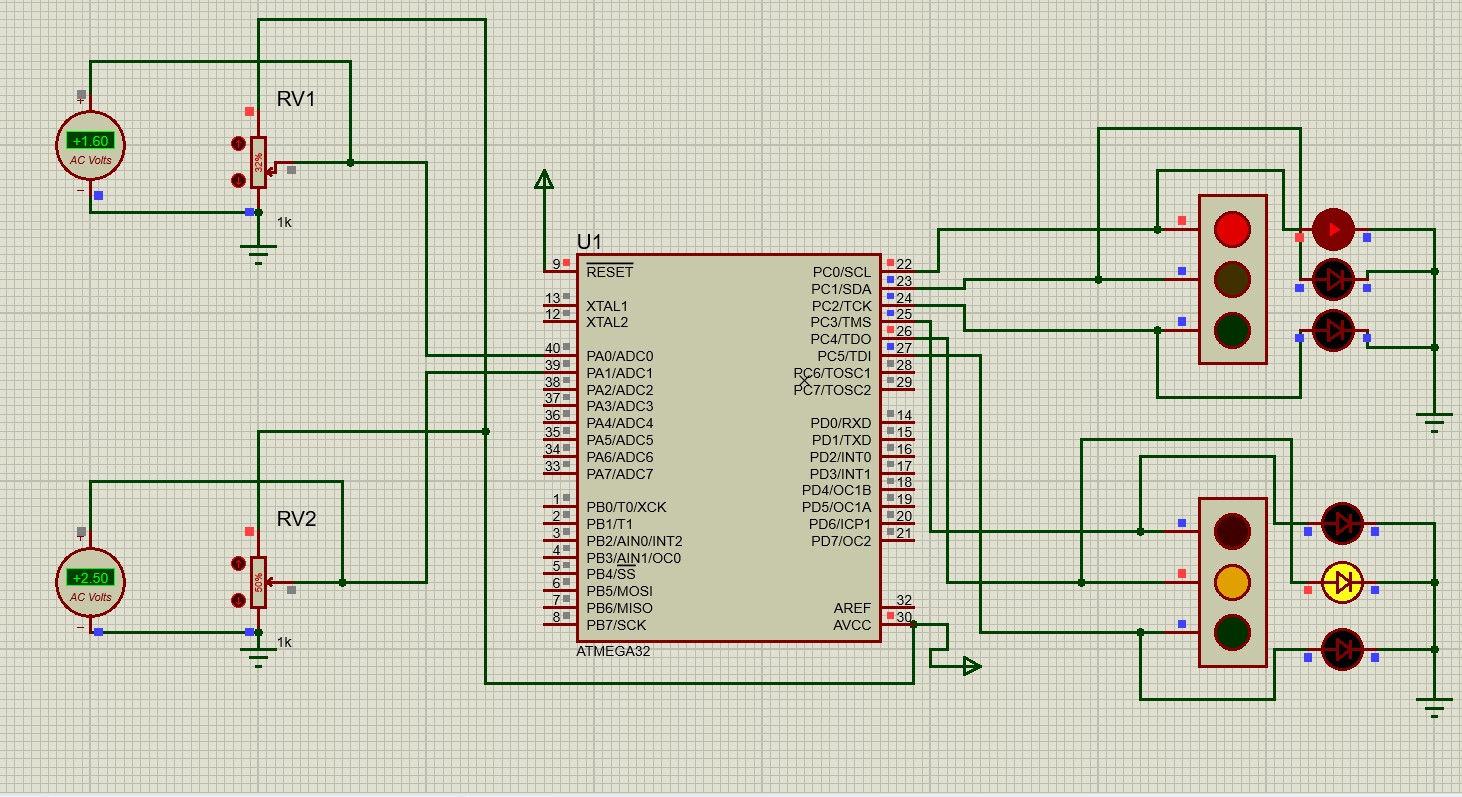 RV1
+1.60
AC Volts
32%
1k
U1
9 RESET
13 XTAL1
12 XTAL2
40 PA0/ADC0
39 PA1/ADC1
38 PA2/ADC2
37 PA3/ADC3
36 PA4/ADC4
35 PA5/ADC5
34 PA6/ADC6
33 PA7/ADC7
1 PB0/T0/XCK
2 PB1/T1
3 PB2/AIN0/INT2
4 PB3/AIN1/OC0
5 PB4/SS
6 PB5/MOSI
7 PB6/MISO
8 PB7/SCK
PC0/SCL 22
PC1/SDA 23
PC2/TCK 24
PC3/TMS 25
PC4/TDO 26
PC5/TDI 27
PC6/TOSC1 28
PC7/TOSC2 29
PD0/RXD 14
PD1/TXD 15
PD2/INT0 16
PD3/INT1 17
PD4/OC1B 18
PD5/OC1A 19
PD6/ICP1 20
PD7/OC2 21
AREF 32
AVCC 30
ATMEGA32
RV2
+2.50
AC Volts
50%
1k